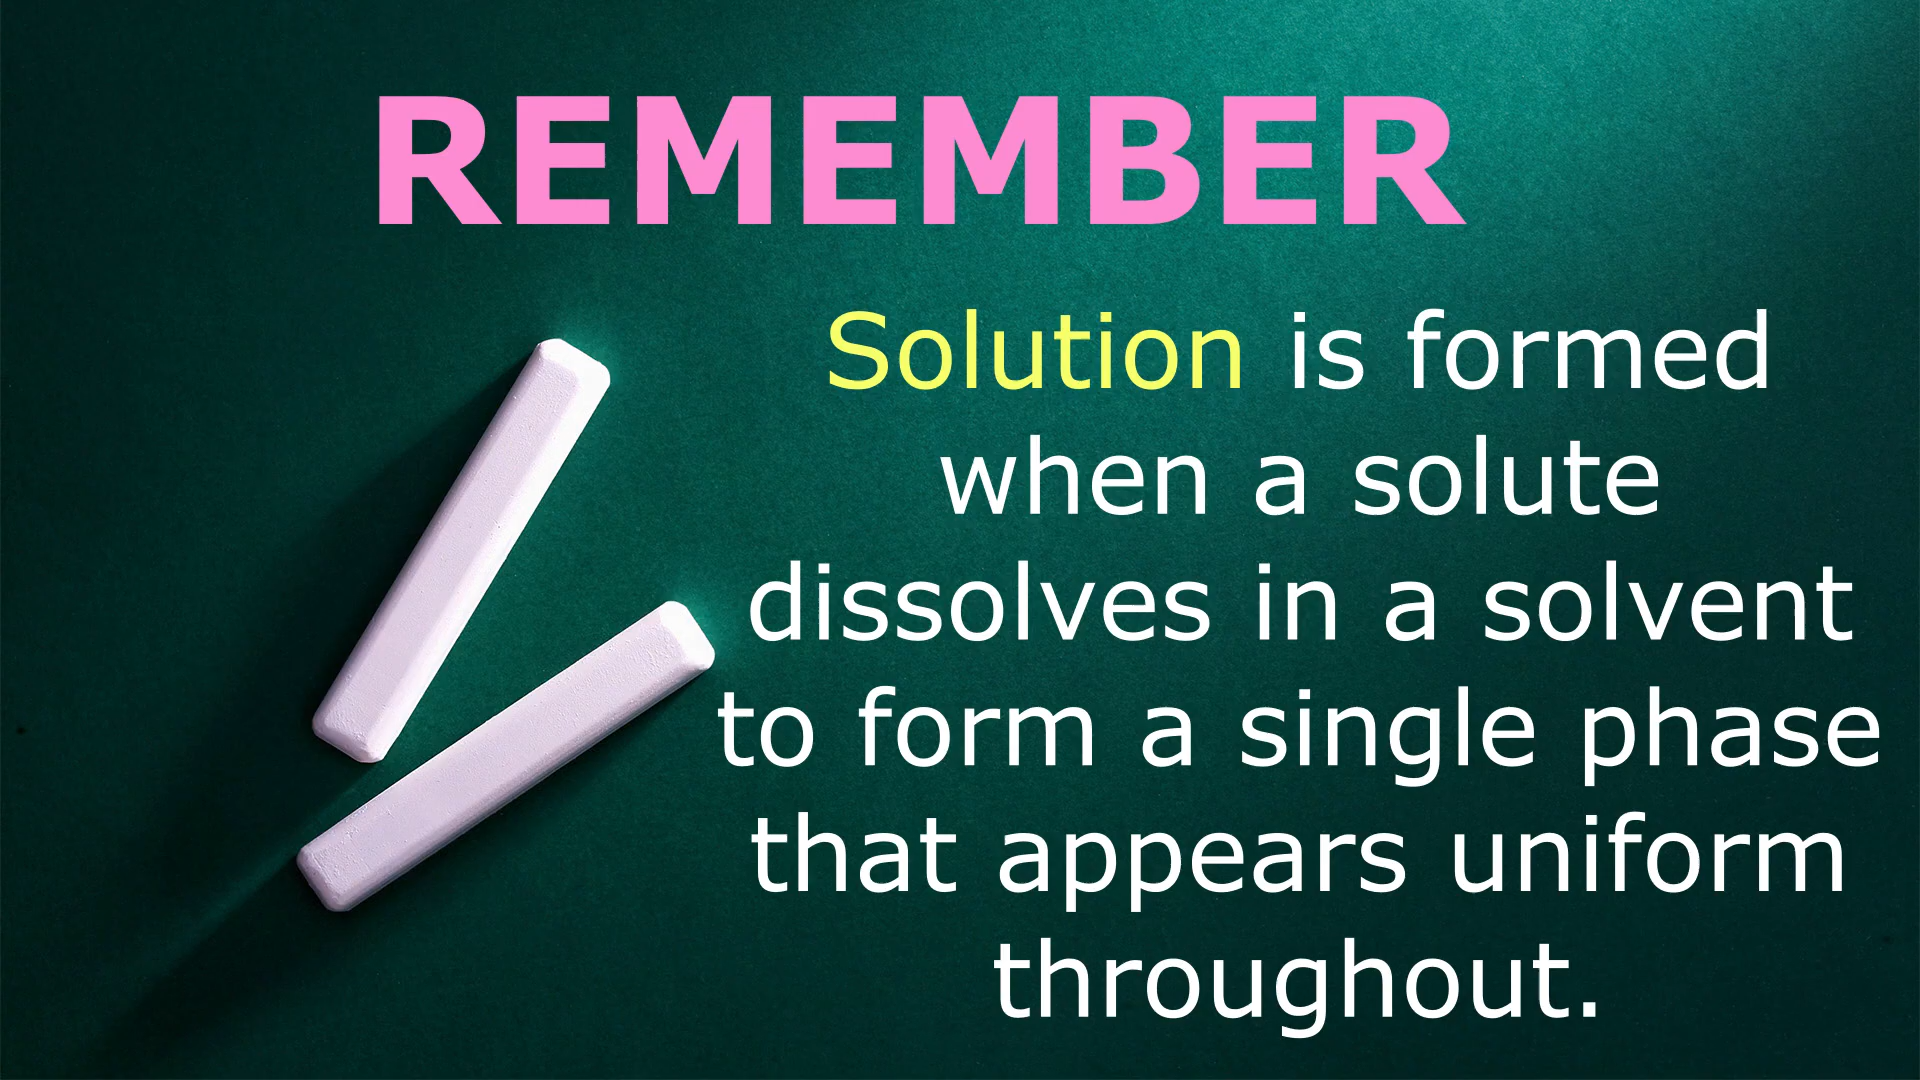 REMEMBER
Solution is formed
when a solute
dissolves in a solvent
to form a single phase
that appears uniform
throughout.